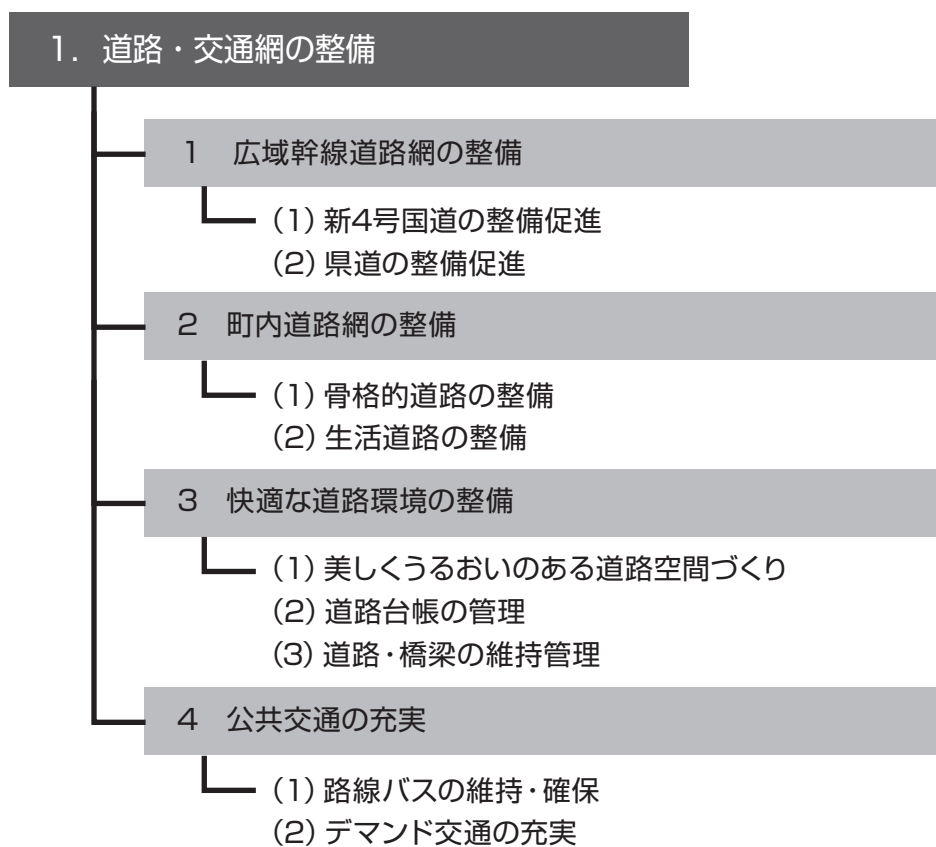 1．道路・交通網の整備
1　広域幹線道路網の整備
（1）新4号国道の整備促進
（2）県道の整備促進
2　町内道路網の整備
（1）骨格的道路の整備
（2）生活道路の整備
3　快適な道路環境の整備
（1）美しくうるおいのある道路空間づくり
（2）道路台帳の管理
（3）道路・橋梁の維持管理
4　公共交通の充実
（1）路線バスの維持・確保
（2）デマンド交通の充実